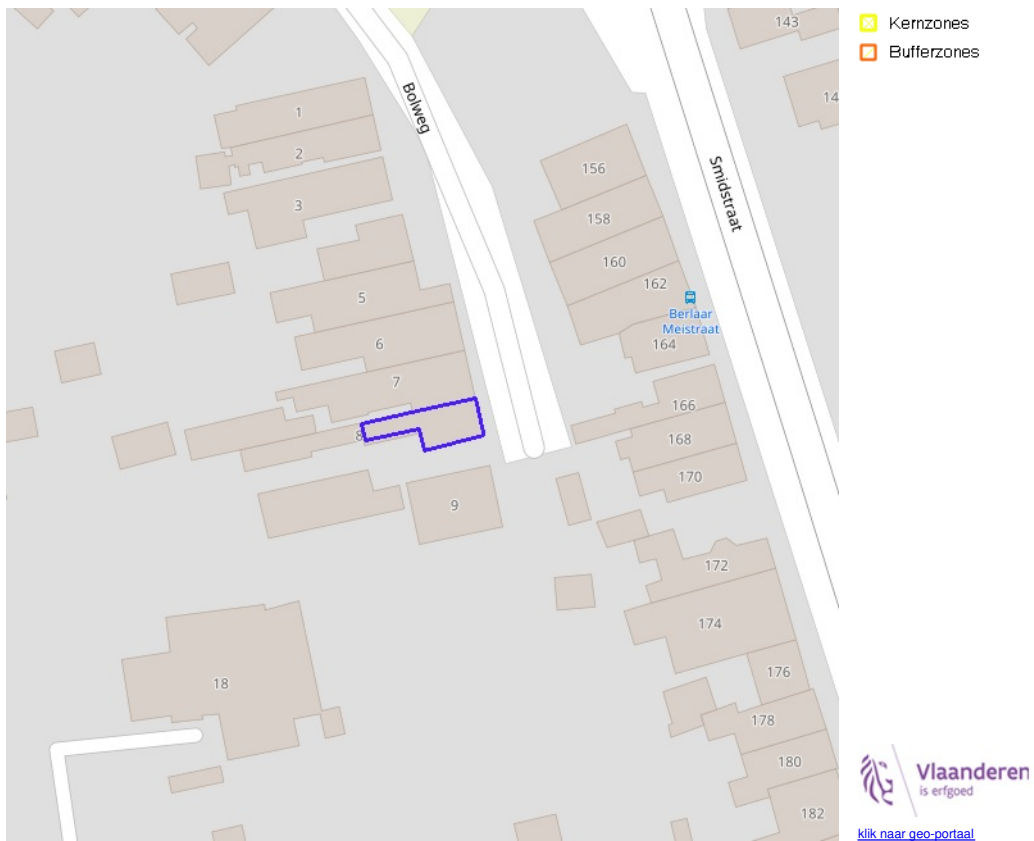 143
Kernzones
Bufferzones
14
1
Bolweg
2
156
Smidstraat
3
158
160
162
5
Berlaar
Meistraat
6
164
7
166
8
168
170
9
172
174
176
18
178
180
Vlaanderen
is erfgoed
182
klik naar geo-portaal